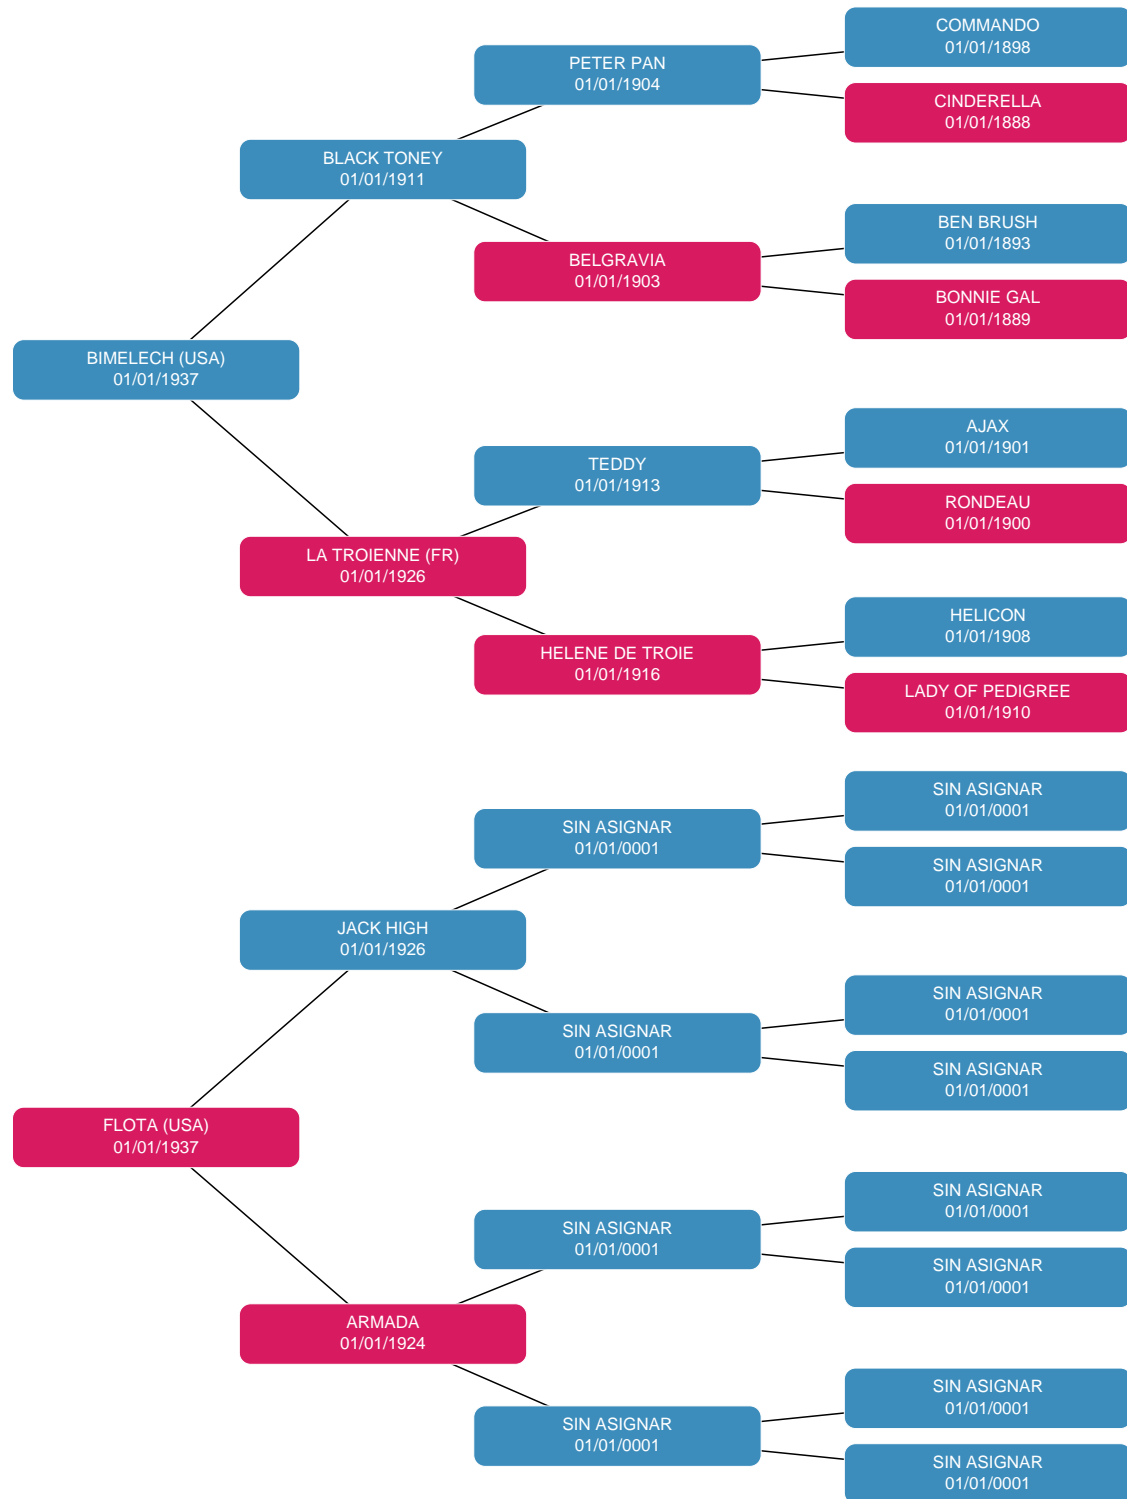 COMMANDO
01/01/1898
PETER PAN
01/01/1904
CINDERELLA
01/01/1888
BLACK TONEY
01/01/1911
BEN BRUSH
01/01/1893
BELGRAVIA
01/01/1903
BONNIE GAL
01/01/1889
BIMELECH (USA)
01/01/1937
AJAX
01/01/1901
TEDDY
01/01/1913
RONDEAU
01/01/1900
LA TROIENNE (FR)
01/01/1926
HELICON
01/01/1908
HELENE DE TROIE
01/01/1916
LADY OF PEDIGREE
01/01/1910
SIN ASIGNAR
01/01/0001
SIN ASIGNAR
01/01/0001
SIN ASIGNAR
01/01/0001
JACK HIGH
01/01/1926
SIN ASIGNAR
01/01/0001
SIN ASIGNAR
01/01/0001
SIN ASIGNAR
01/01/0001
FLOTA (USA)
01/01/1937
SIN ASIGNAR
01/01/0001
SIN ASIGNAR
01/01/0001
SIN ASIGNAR
01/01/0001
ARMADA
01/01/1924
SIN ASIGNAR
01/01/0001
SIN ASIGNAR
01/01/0001
SIN ASIGNAR
01/01/0001